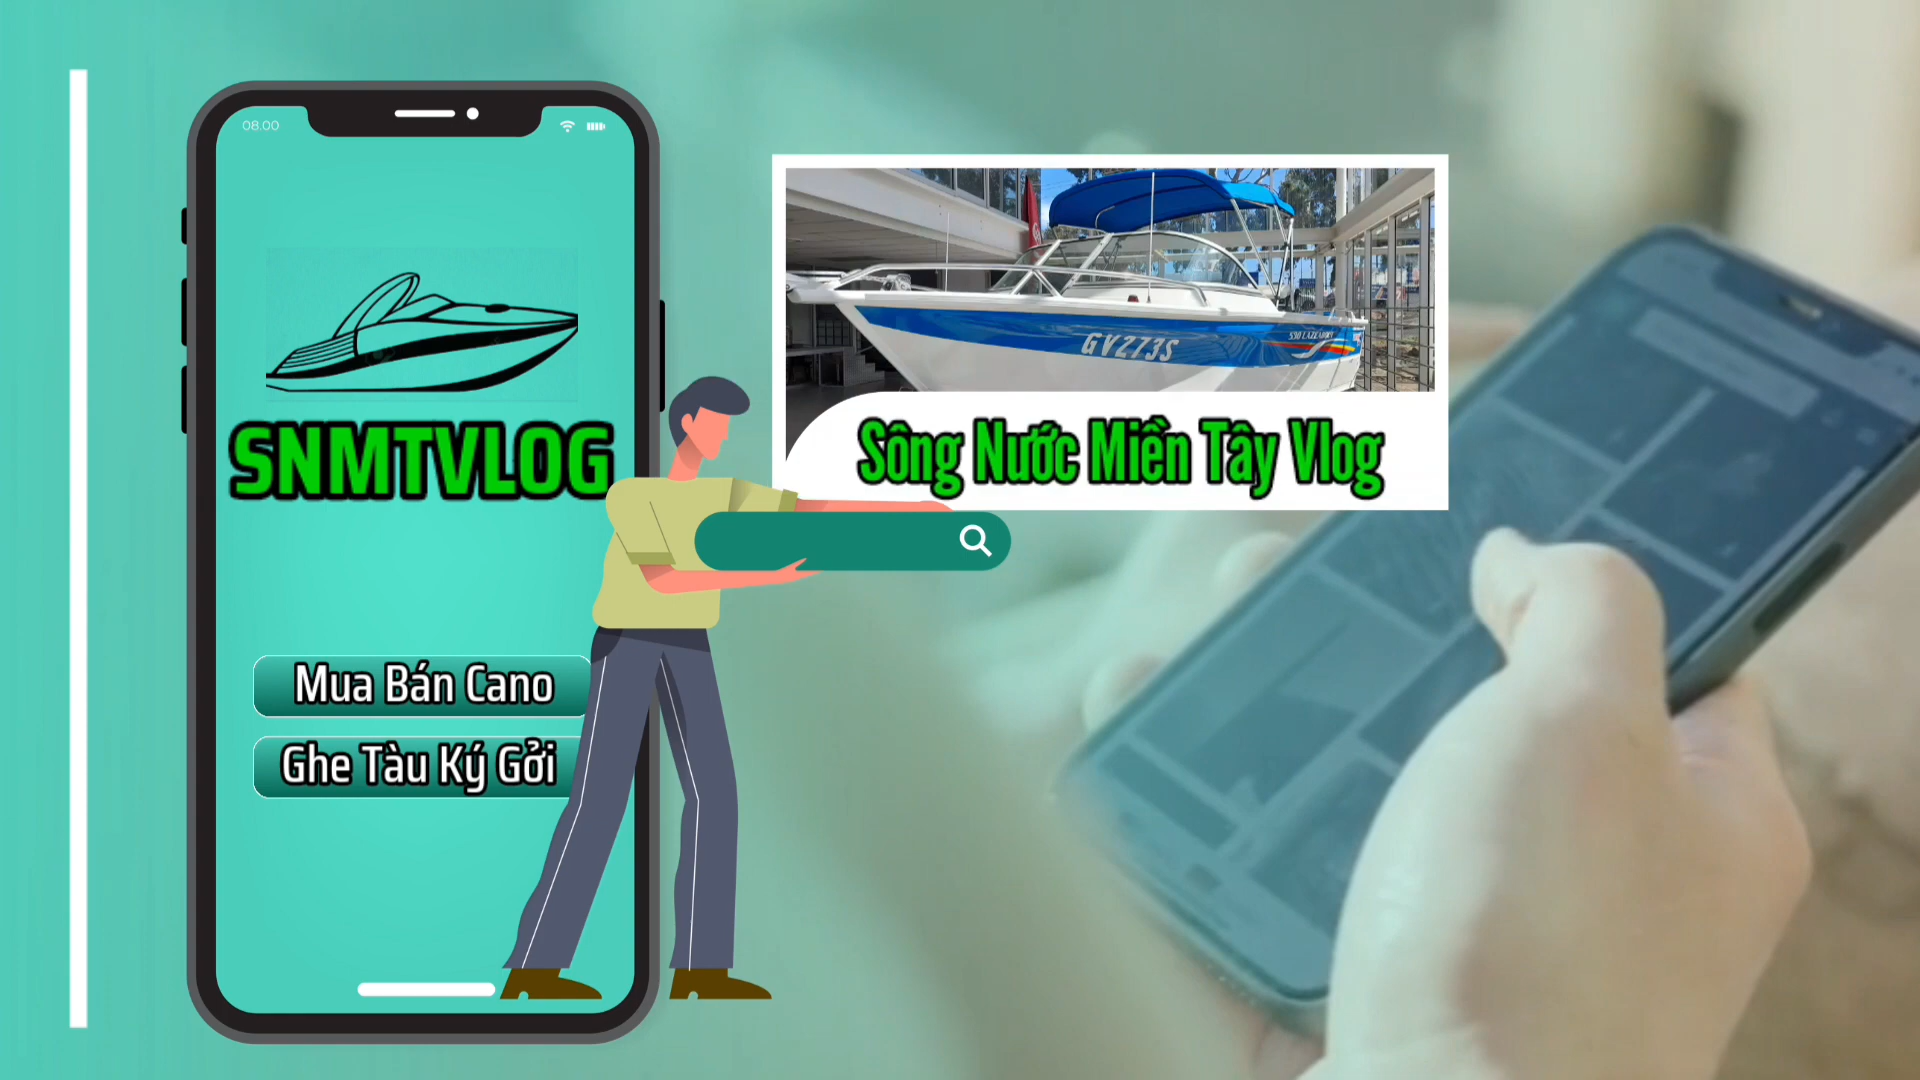 08.00
SNMTVLOG
Mua Bán Cano
Ghe Tàu Ký Gởi
GV273S
Sông Nước Miền Tây Vlog